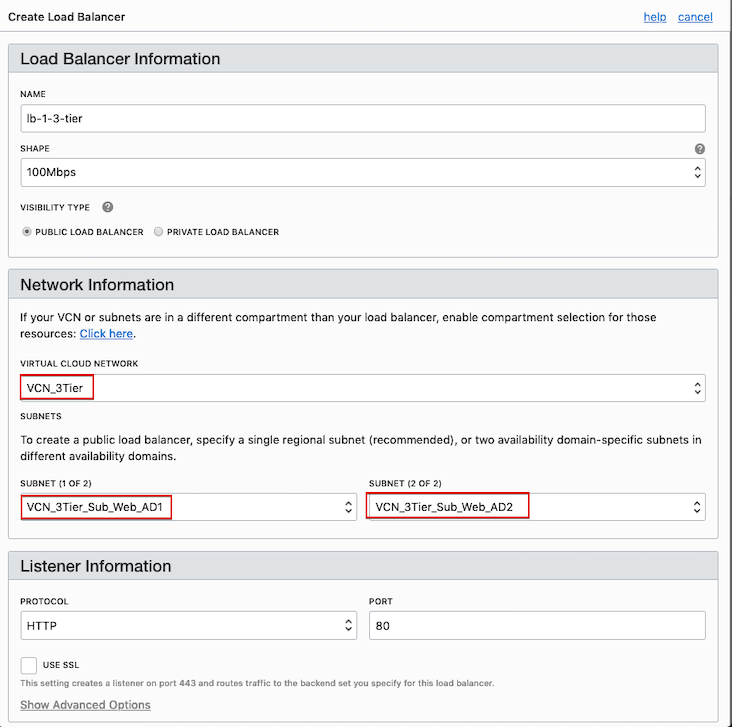 Create Load Balancer help cancel
Load Balancer Information
NAME
lb-1-3-tier
SHAPE ?
100Mbps
VISIBILITY TYPE ?
PUBLIC LOAD BALANCER PRIVATE LOAD BALANCER
Network Information
If your VCN or subnets are in a different compartment than your load balancer, enable compartment selection for those
resources: Click here.
VIRTUAL CLOUD NETWORK
VCN_3Tier
SUBNETS
To create a public load balancer, specify a single regional subnet (recommended), or two availability domain-specific subnets in
different availability domains.
SUBNET (1 OF 2) SUBNET (2 OF 2)
VCN_3Tier_Sub_Web_AD1 VCN_3Tier_Sub_Web_AD2
Listener Information
PROTOCOL PORT
HTTP 80
USE SSL
This setting creates a listener on port 443 and routes traffic to the backend set you specify for this load balancer.
Show Advanced Options